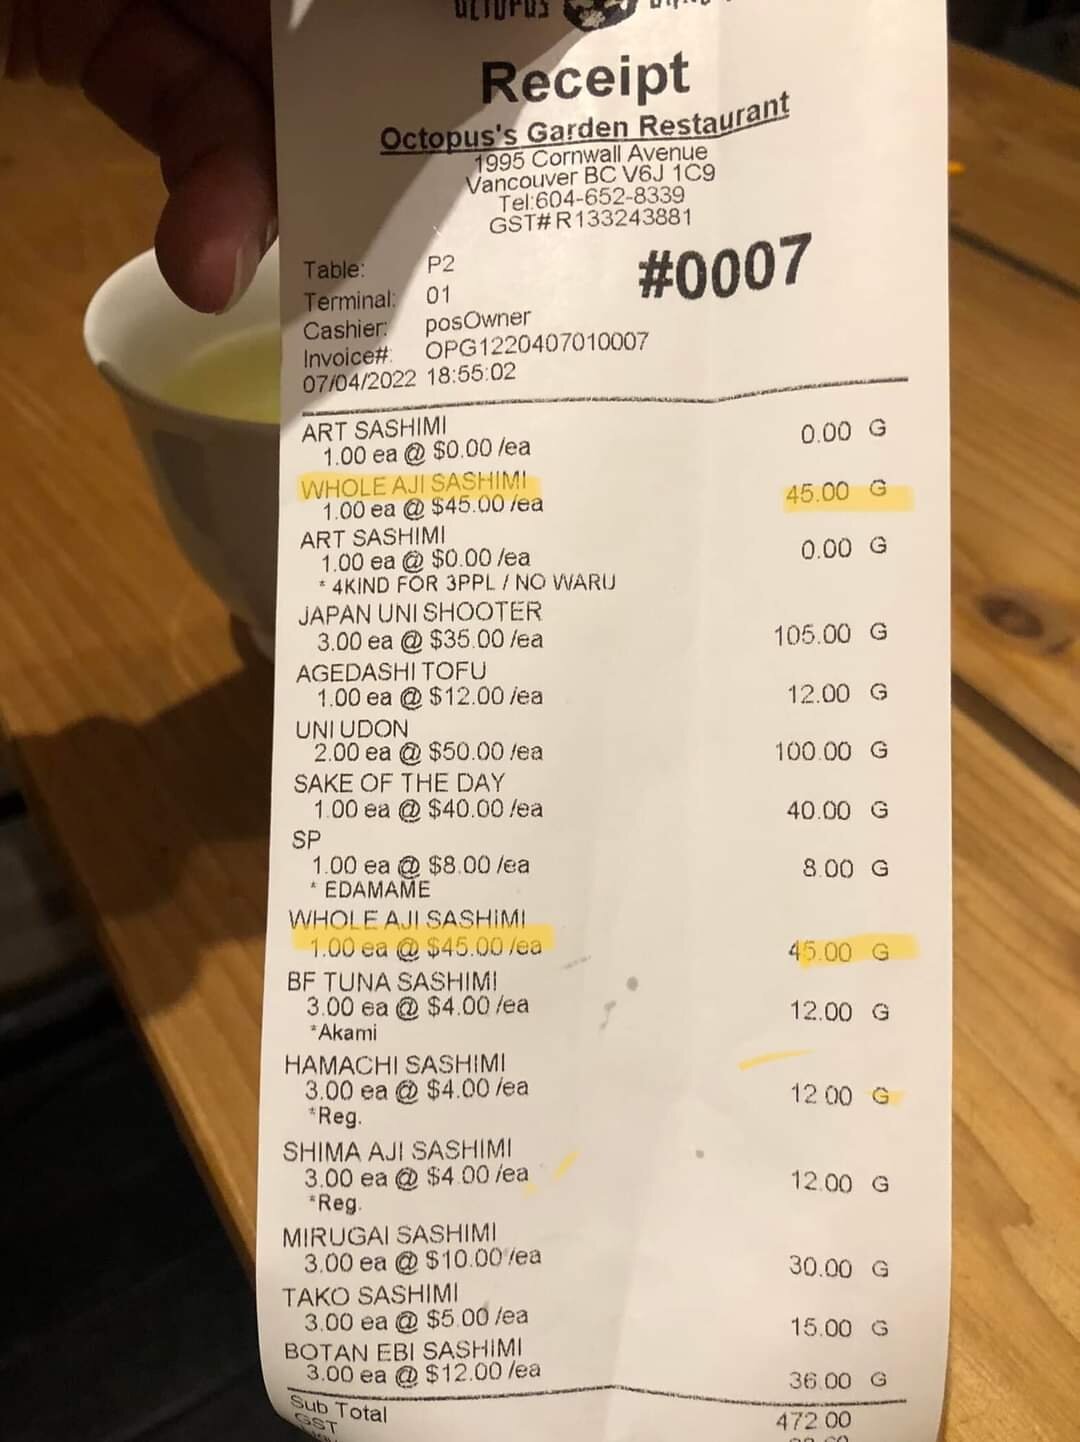 OCTOPUS
Receipt
Octopus's Garden Restaurant
1995 Cornwall Avenue
Vancouver BC V6J 1C9
Tel:604-652-8339
GST# R133243881
Table: P2
#0007
Terminal: 01
Cashier: posOwner
Invoice#: OPG1220407010007
07/04/2022 18:55:02
ART SASHIMI
1.00 ea @ $0.00 /ea 0.00 G
WHOLE AJI SASHIMI
1.00 ea @ $45.00 /ea 45.00 G
ART SASHIMI
1.00 ea @ $0.00 /ea 0.00 G
* 4KIND FOR 3PPL / NO WARU
JAPAN UNI SHOOTER
3.00 ea @ $35.00 /ea 105.00 G
AGEDASHI TOFU
1.00 ea @ $12.00 /ea 12.00 G
UNI UDON
2.00 ea @ $50.00 /ea 100.00 G
SAKE OF THE DAY
1.00 ea @ $40.00 /ea 40.00 G
SP
1.00 ea @ $8.00 /ea 8.00 G
* EDAMAME
WHOLE AJI SASHIMI
1.00 ea @ $45.00 /ea 45.00 G
BF TUNA SASHIMI
3.00 ea @ $4.00 /ea 12.00 G
*Akami
HAMACHI SASHIMI
3.00 ea @ $4.00 /ea 12.00 G
*Reg.
SHIMA AJI SASHIMI
3.00 ea @ $4.00 /ea 12.00 G
*Reg.
MIRUGAI SASHIMI
3.00 ea @ $10.00 /ea 30.00 G
TAKO SASHIMI
3.00 ea @ $5.00 /ea 15.00 G
BOTAN EBI SASHIMI
3.00 ea @ $12.00 /ea 36.00 G
Sub Total 472.00
GST